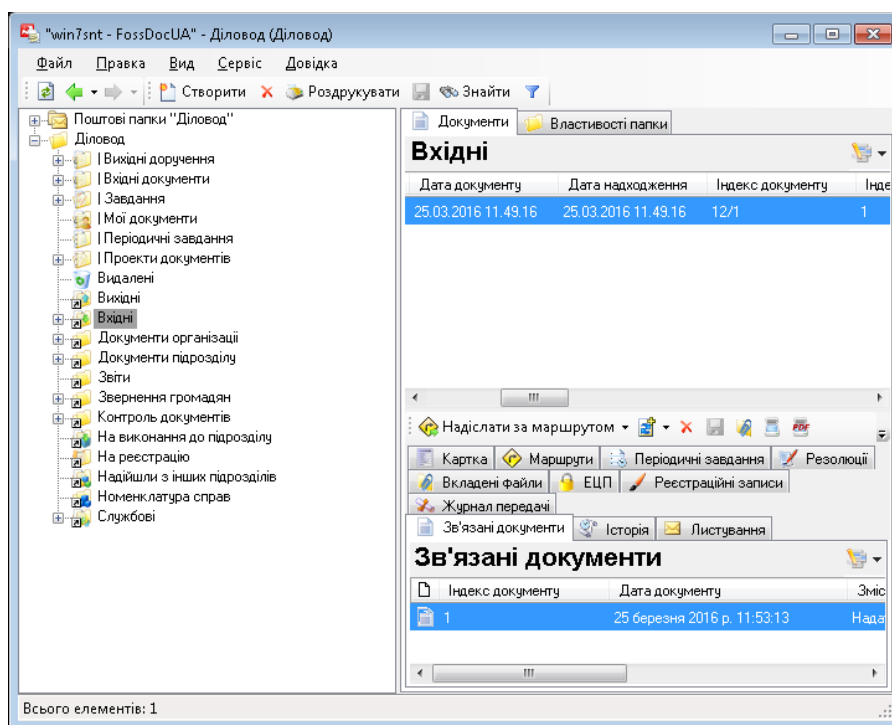 "win7snt - FossDocUA" - Діловод (Діловод)
Файл Правка Вид Сервіс Довідка
Створити Роздрукувати Знайти
Поштові папки "Діловод"
Діловод
| Вихідні доручення
| Вхідні документи
| Завдання
| Мої документи
| Періодичні завдання
| Проекти документів
Видалені
Вихідні
Вхідні
Документи організації
Документи підрозділу
Звіти
Звернення громадян
Контроль документів
На виконання до підрозділу
На реєстрацію
Надійшли з інших підрозділів
Номенклатура справ
Службові
Документи Властивості папки
Вхідні
Дата документу Дата надходження Індекс документу Інде
25.03.2016 11.49.16 25.03.2016 11.49.16 12/1 1
Надіслати за маршрутом PDF
Картка Маршрути Періодичні завдання Резолюції
Вкладені файли ЕЦП Реєстраційні записи
Журнал передачі
Зв'язані документи Історія Листування
Зв'язані документи
Індекс документу Дата документу Зміс
1 25 березня 2016 р. 11:53:13 Нада
Всього елементів: 1